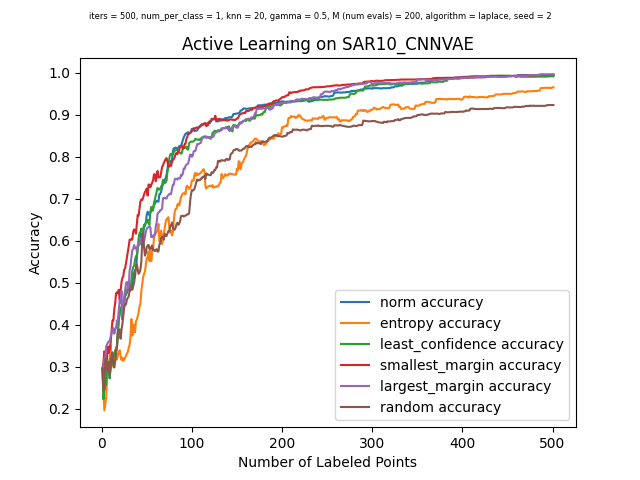 iters = 500, num_per_class = 1, knn = 20, gamma = 0.5, M (num evals) = 200, algorithm = laplace, seed = 2
Active Learning on SAR10_CNNVAE
1.0
0.9
0.8
0.7
0.6
0.5
0.4
0.3
0.2
Accuracy
norm accuracy
entropy accuracy
least_confidence accuracy
smallest_margin accuracy
largest_margin accuracy
random accuracy
0 100 200 300 400 500
Number of Labeled Points